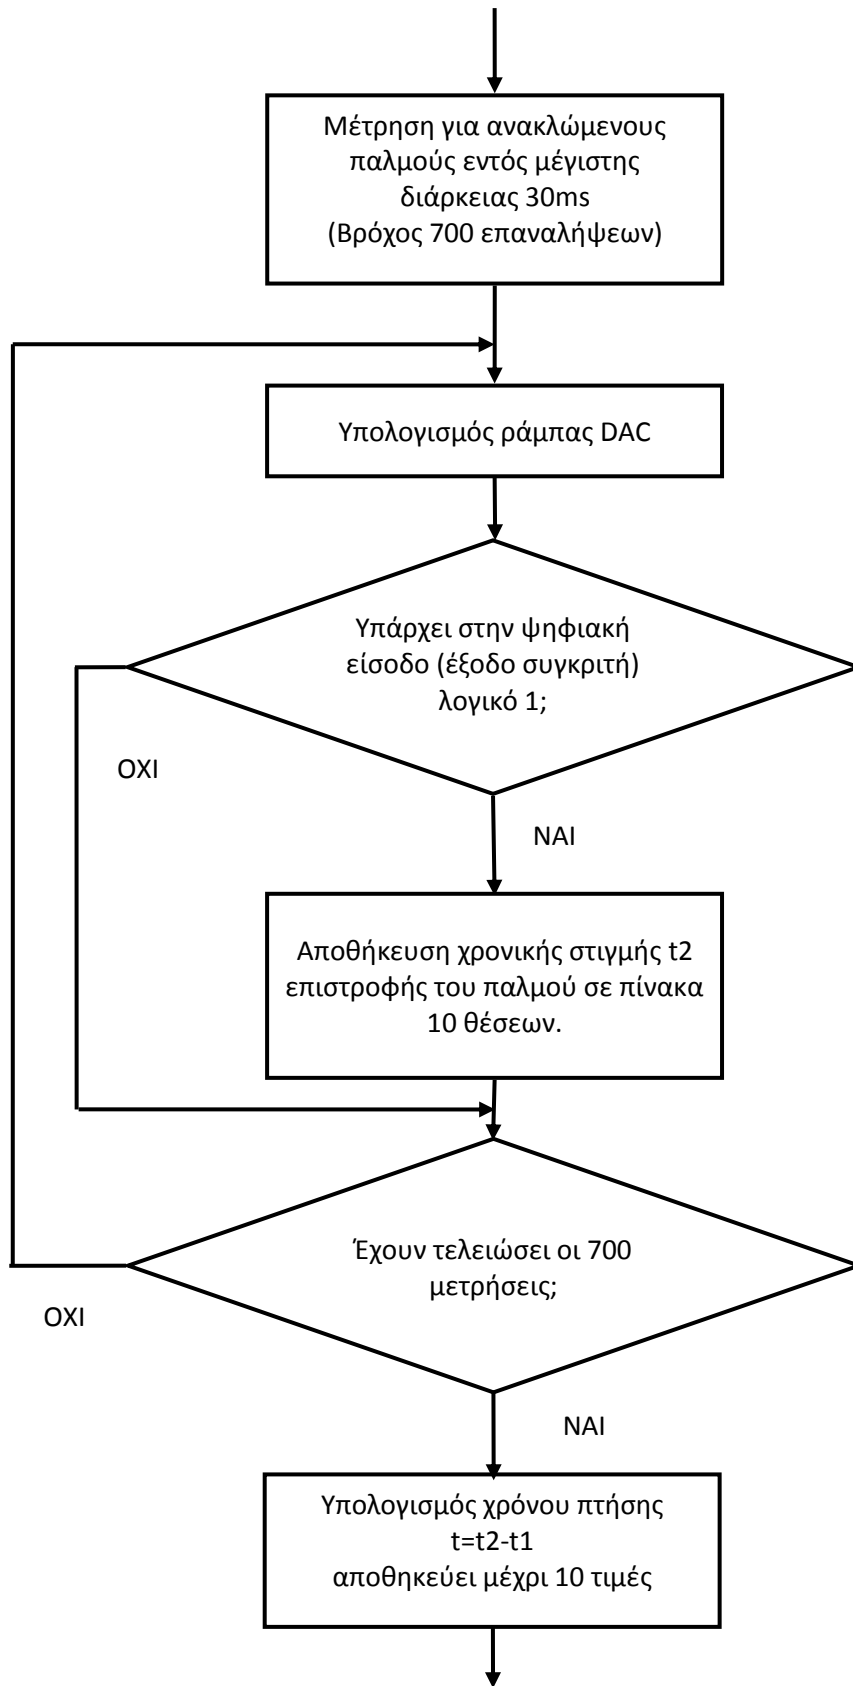 Μέτρηση για ανακλώμενους
παλμούς εντός μέγιστης
διάρκειας 30ms
(Βρόχος 700 επαναλήψεων)
Υπολογισμός ράμπας DAC
Υπάρχει στην ψηφιακή
είσοδο (έξοδο συγκριτή)
λογικό 1;
ΟΧΙ
ΝΑΙ
Αποθήκευση χρονικής στιγμής t2
επιστροφής του παλμού σε πίνακα
10 θέσεων.
Έχουν τελειώσει οι 700
μετρήσεις;
ΟΧΙ
ΝΑΙ
Υπολογισμός χρόνου πτήσης
t=t2-t1
αποθηκεύει μέχρι 10 τιμές